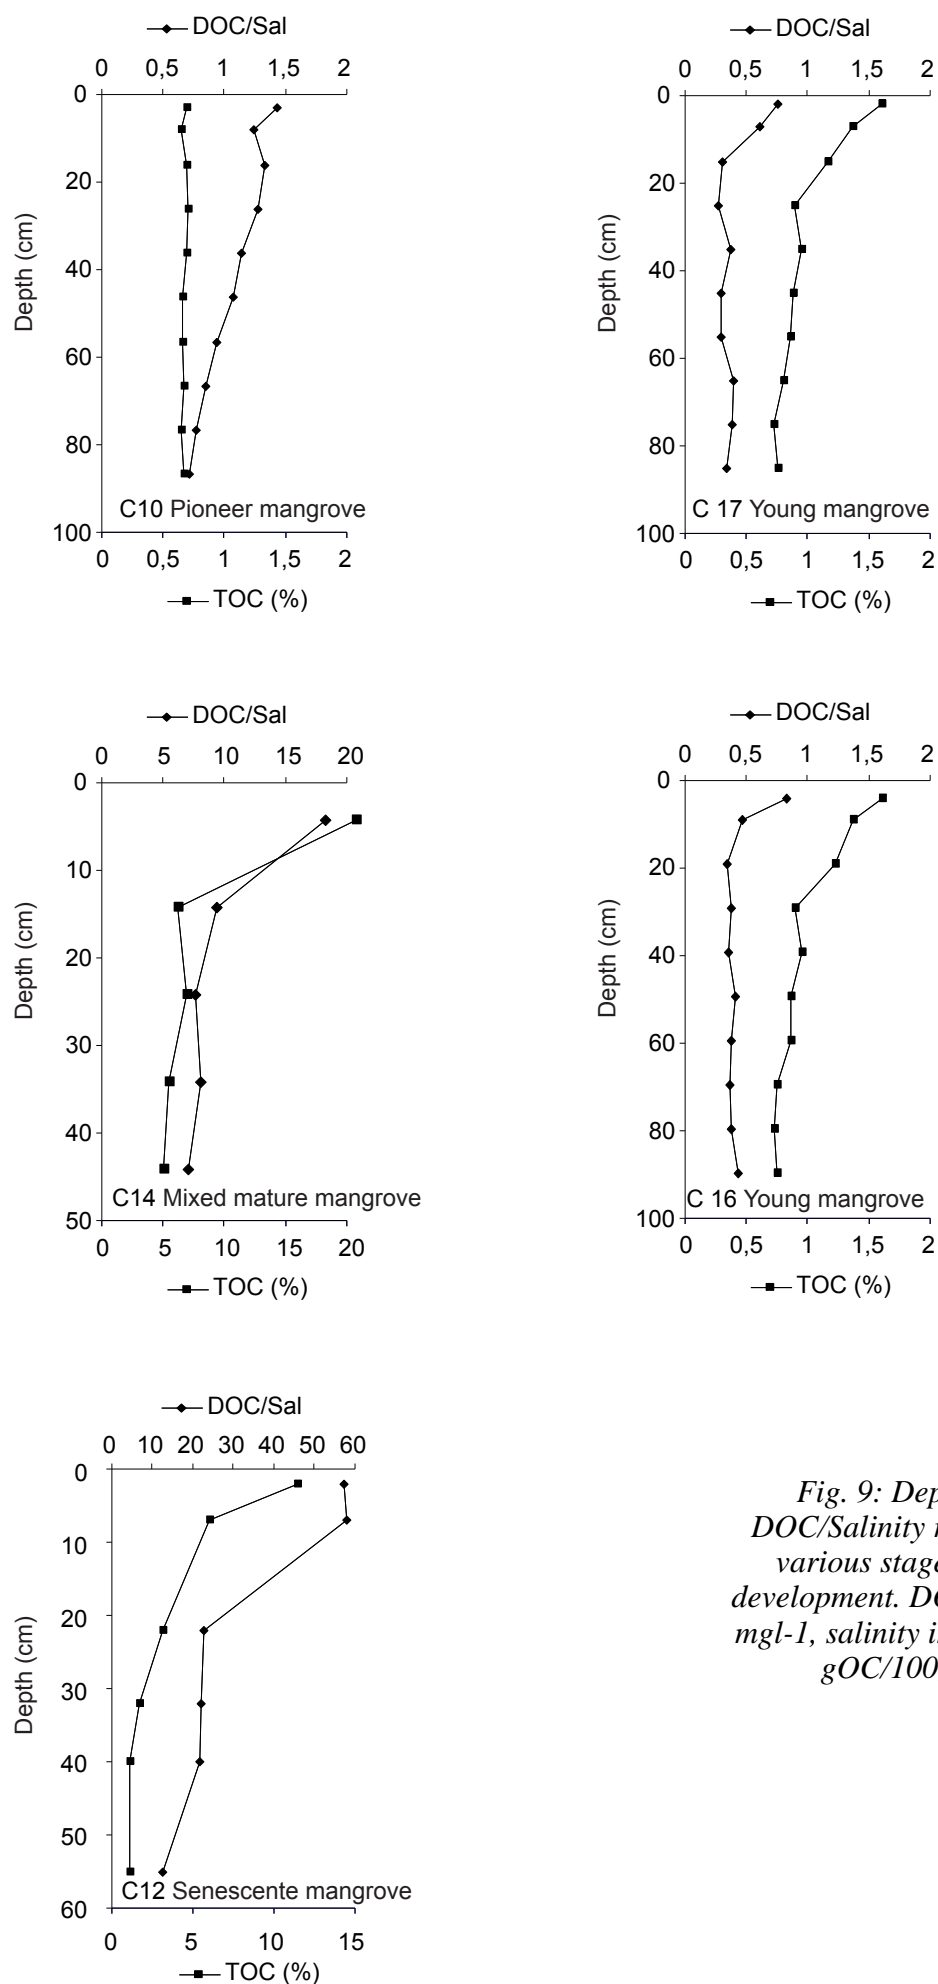 DOC/Sal
0 0,5 1 1,5 2
0
20
40
60
80
100
Depth (cm)
C10 Pioneer mangrove
0 0,5 1 1,5 2
TOC (%)
DOC/Sal
0 0,5 1 1,5 2
0
20
40
60
80
100
Depth (cm)
C 17 Young mangrove
0 0,5 1 1,5 2
TOC (%)
DOC/Sal
0 5 10 15 20
0
10
20
30
40
50
Depth (cm)
C14 Mixed mature mangrove
0 5 10 15 20
TOC (%)
DOC/Sal
0 0,5 1 1,5 2
0
20
40
60
80
100
Depth (cm)
C 16 Young mangrove
0 0,5 1 1,5 2
TOC (%)
DOC/Sal
0 10 20 30 40 50 60
0
10
20
30
40
50
60
Depth (cm)
C12 Senescente mangrove
0 5 10 15
TOC (%)
Fig. 9: Dep
DOC/Salinity
various stag
development. DO
mgl-1, salinity
gOC/100